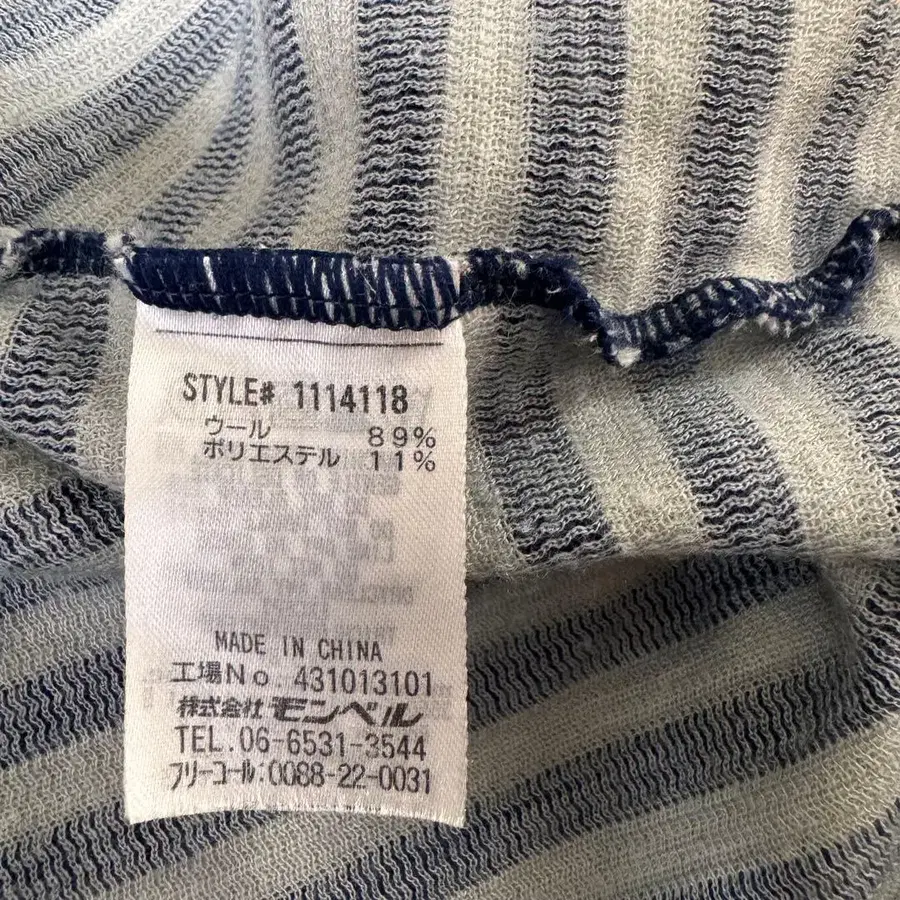 STYLE# 1114118
ウール 89%
ポリエステル 11%
MADE IN CHINA
工場No. 431013101
株式会社 モンベル
TEL.06-6531-3544
フリーコール:0088-22-0031